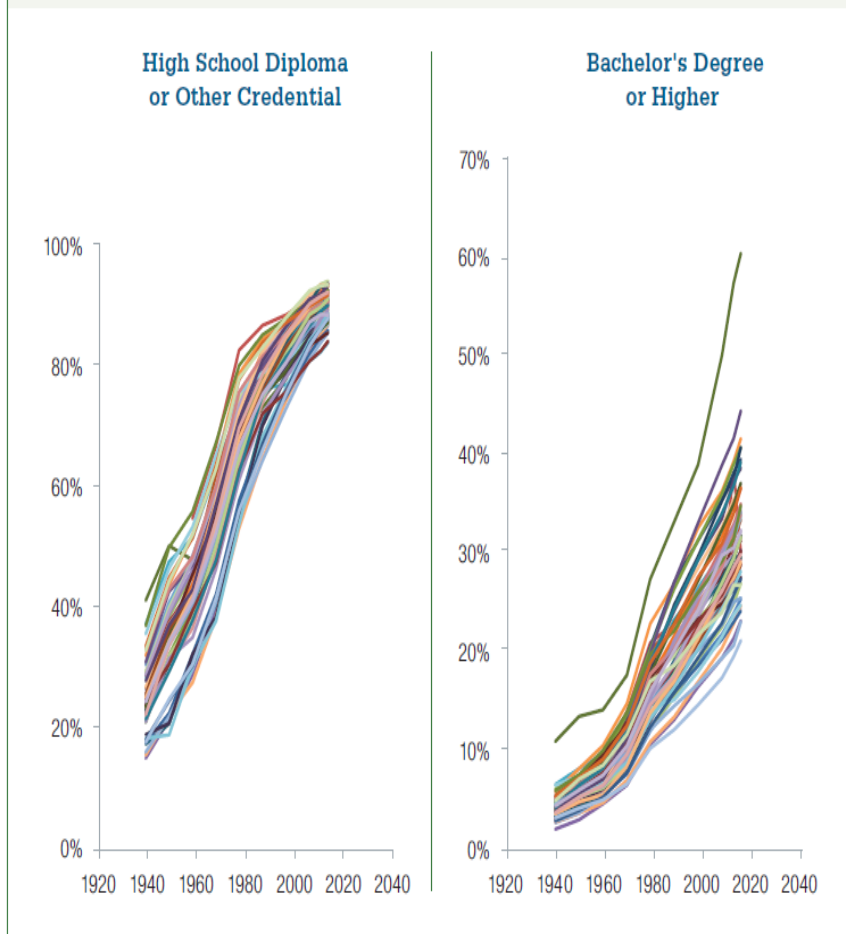 High School Diploma
or Other Credential
100%
80%
60%
40%
20%
0%
1920 1940 1960 1980 2000 2020 2040
Bachelor's Degree
or Higher
70%
60%
50%
40%
30%
20%
10%
0%
1920 1940 1960 1980 2000 2020 2040